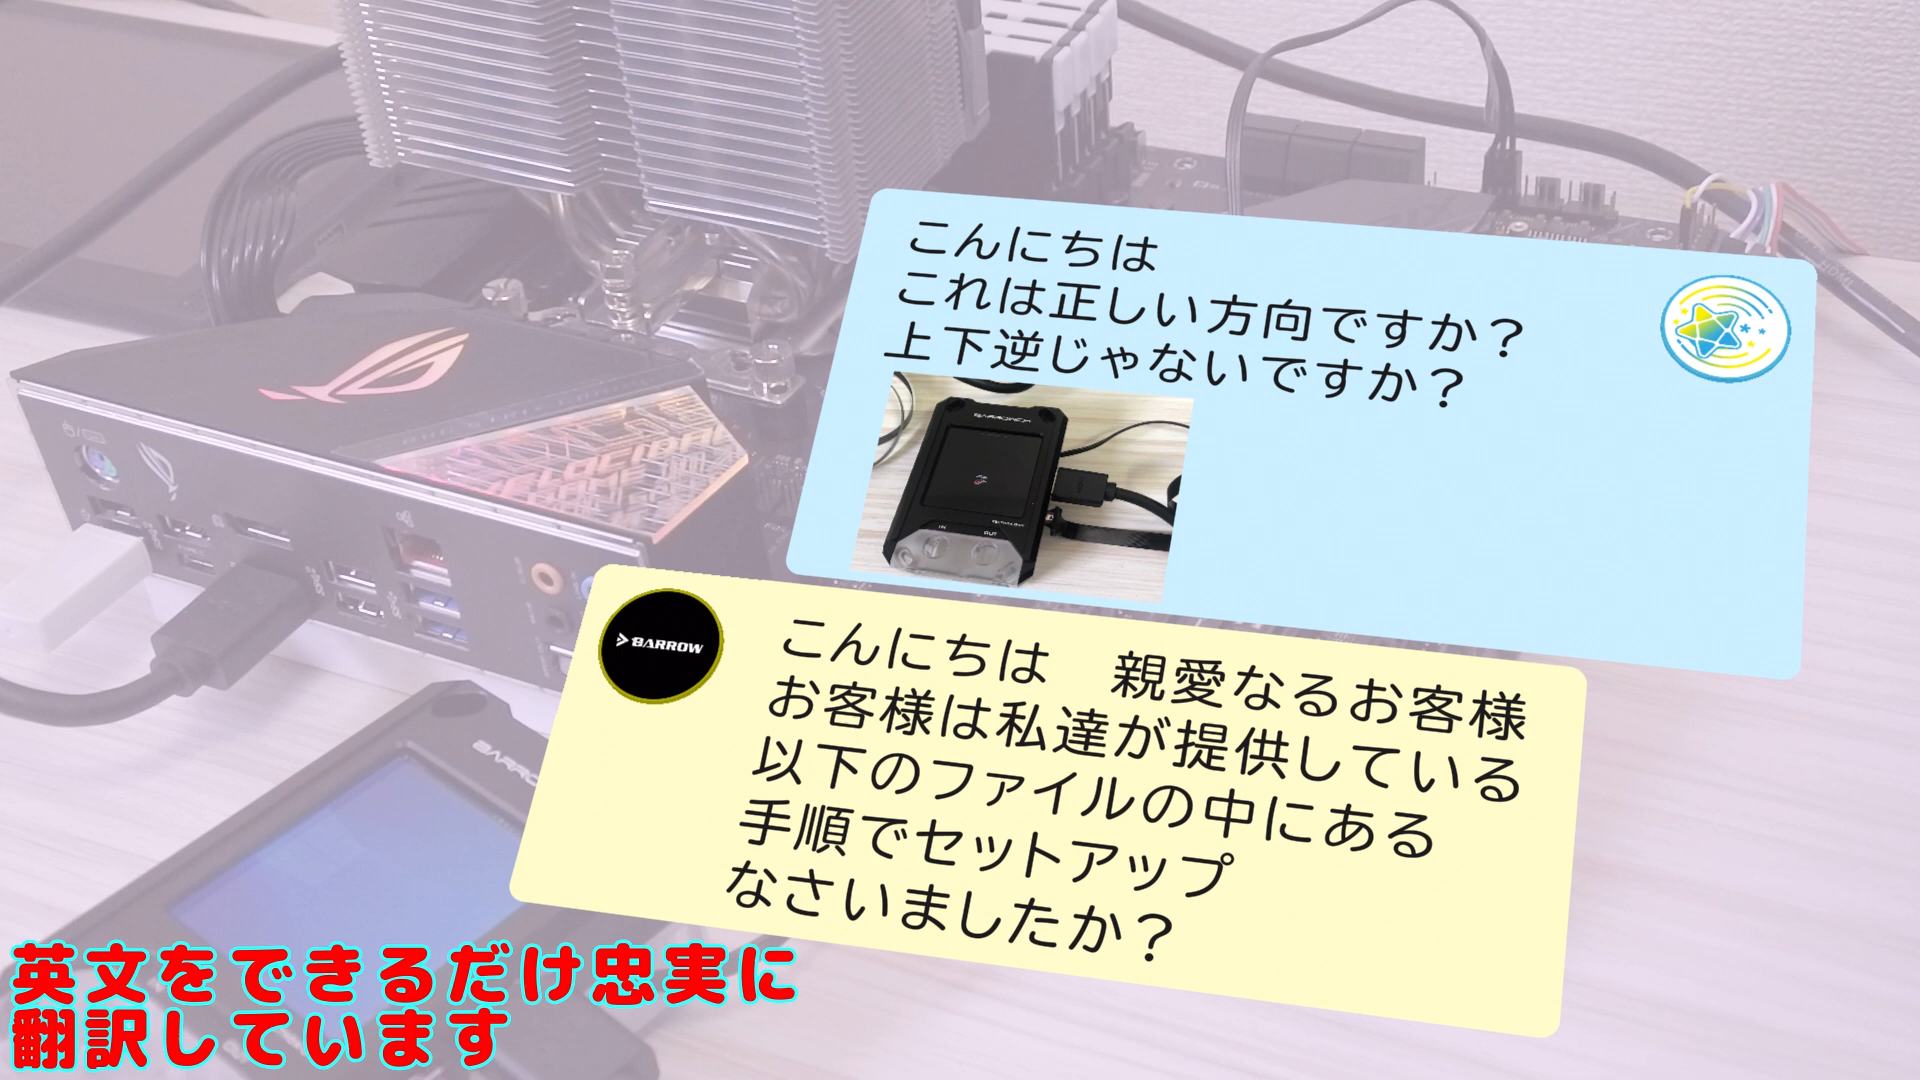 こんにちは
これは正しい方向ですか？
上下逆じゃないですか？
BARROWCH
IN
OUT
BARROW
こんにちは　親愛なるお客様
お客様は私達が提供している
以下のファイルの中にある
手順でセットアップ
なさいましたか？
英文をできるだけ忠実に
翻訳しています